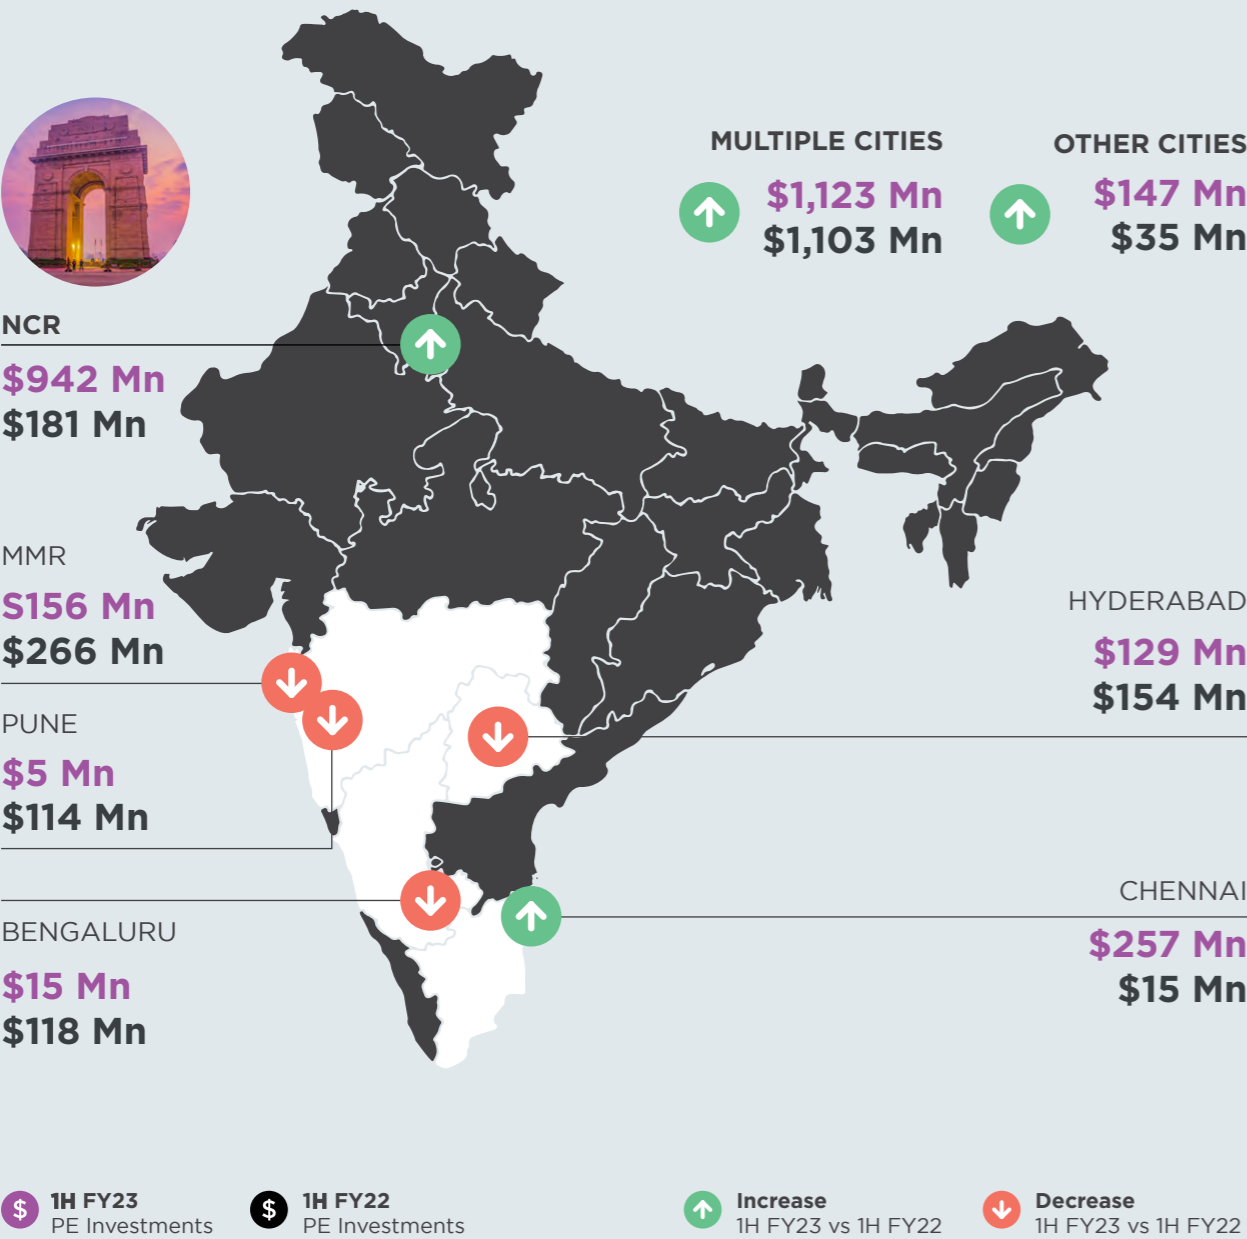 MULTIPLE CITIES
$1,123 Mn
$1,103 Mn
OTHER CITIES
$147 Mn
$35 Mn
NCR
$942 Mn
$181 Mn
MMR
S156 Mn
$266 Mn
PUNE
$5 Mn
$114 Mn
BENGALURU
$15 Mn
$118 Mn
HYDERABAD
$129 Mn
$154 Mn
CHENNAI
$257 Mn
$15 Mn
$ 1H FY23
PE Investments
$ 1H FY22
PE Investments
Increase
1H FY23 vs 1H FY22
Decrease
1H FY23 vs 1H FY22